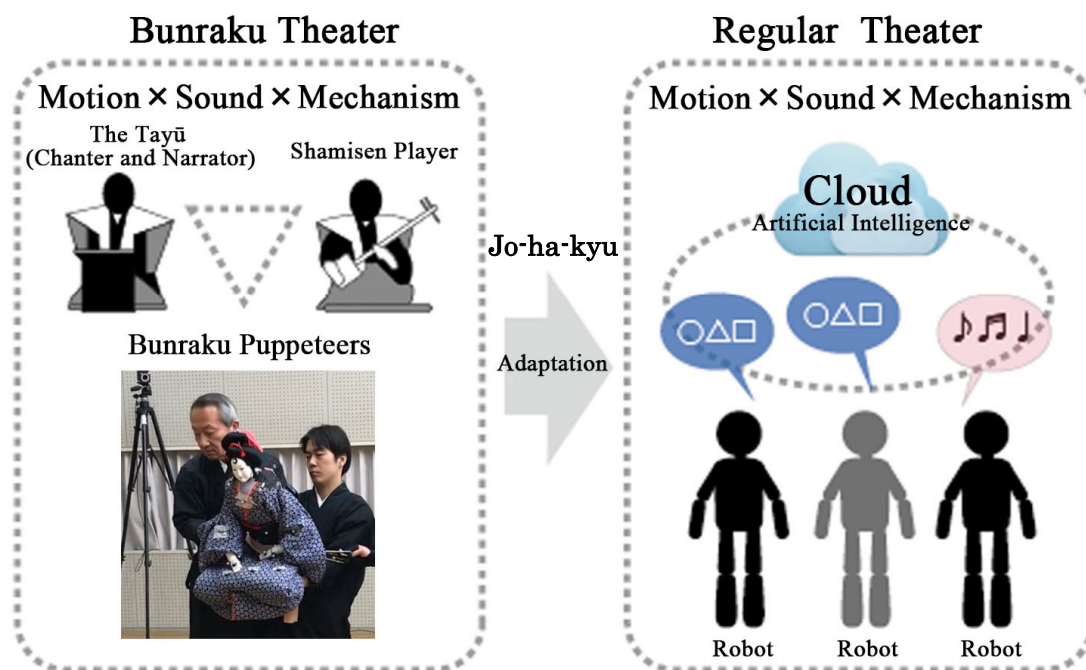 Bunraku Theater
Motion × Sound × Mechanism
The Tayū
(Chanter and Narrator)
Shamisen Player
Bunraku Puppeteers
Jo-ha-kyu
Adaptation
Regular Theater
Motion × Sound × Mechanism
Cloud
Artificial Intelligence
Robot
Robot
Robot